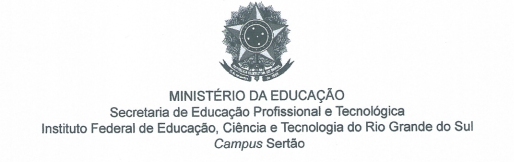 MINISTÉRIO DA EDUCAÇÃO
Secretaria de Educação Profissional e Tecnológica
Instituto Federal de Educação, Ciência e Tecnologia do Rio Grande do Sul
Campus Sertão